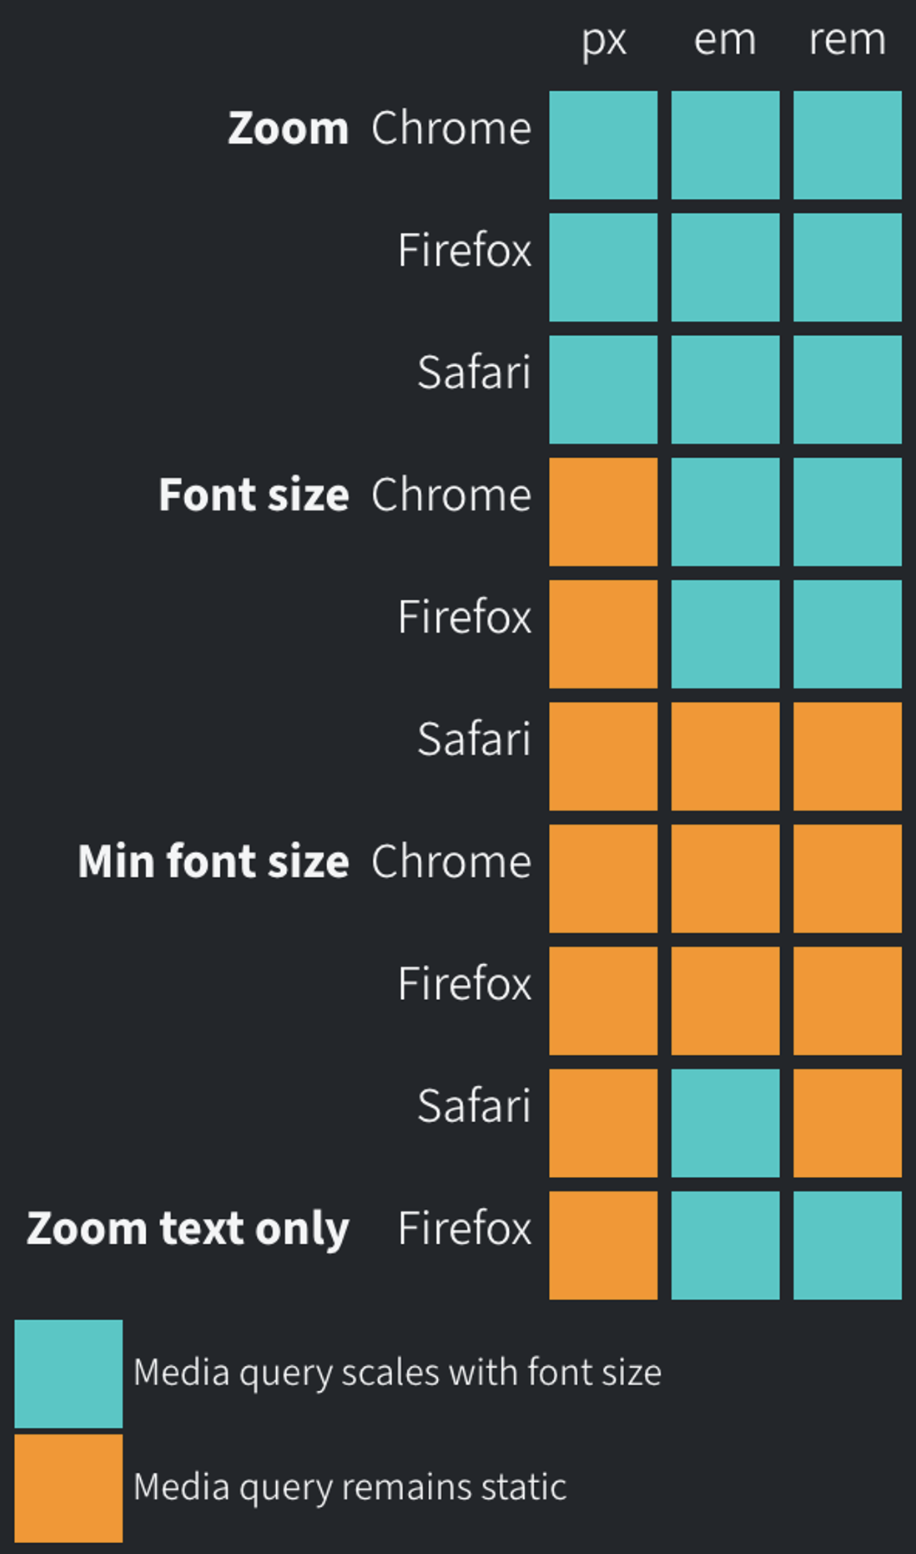 px em rem
Zoom Chrome
Firefox
Safari
Font size Chrome
Firefox
Safari
Min font size Chrome
Firefox
Safari
Zoom text only Firefox
Media query scales with font size
Media query remains static